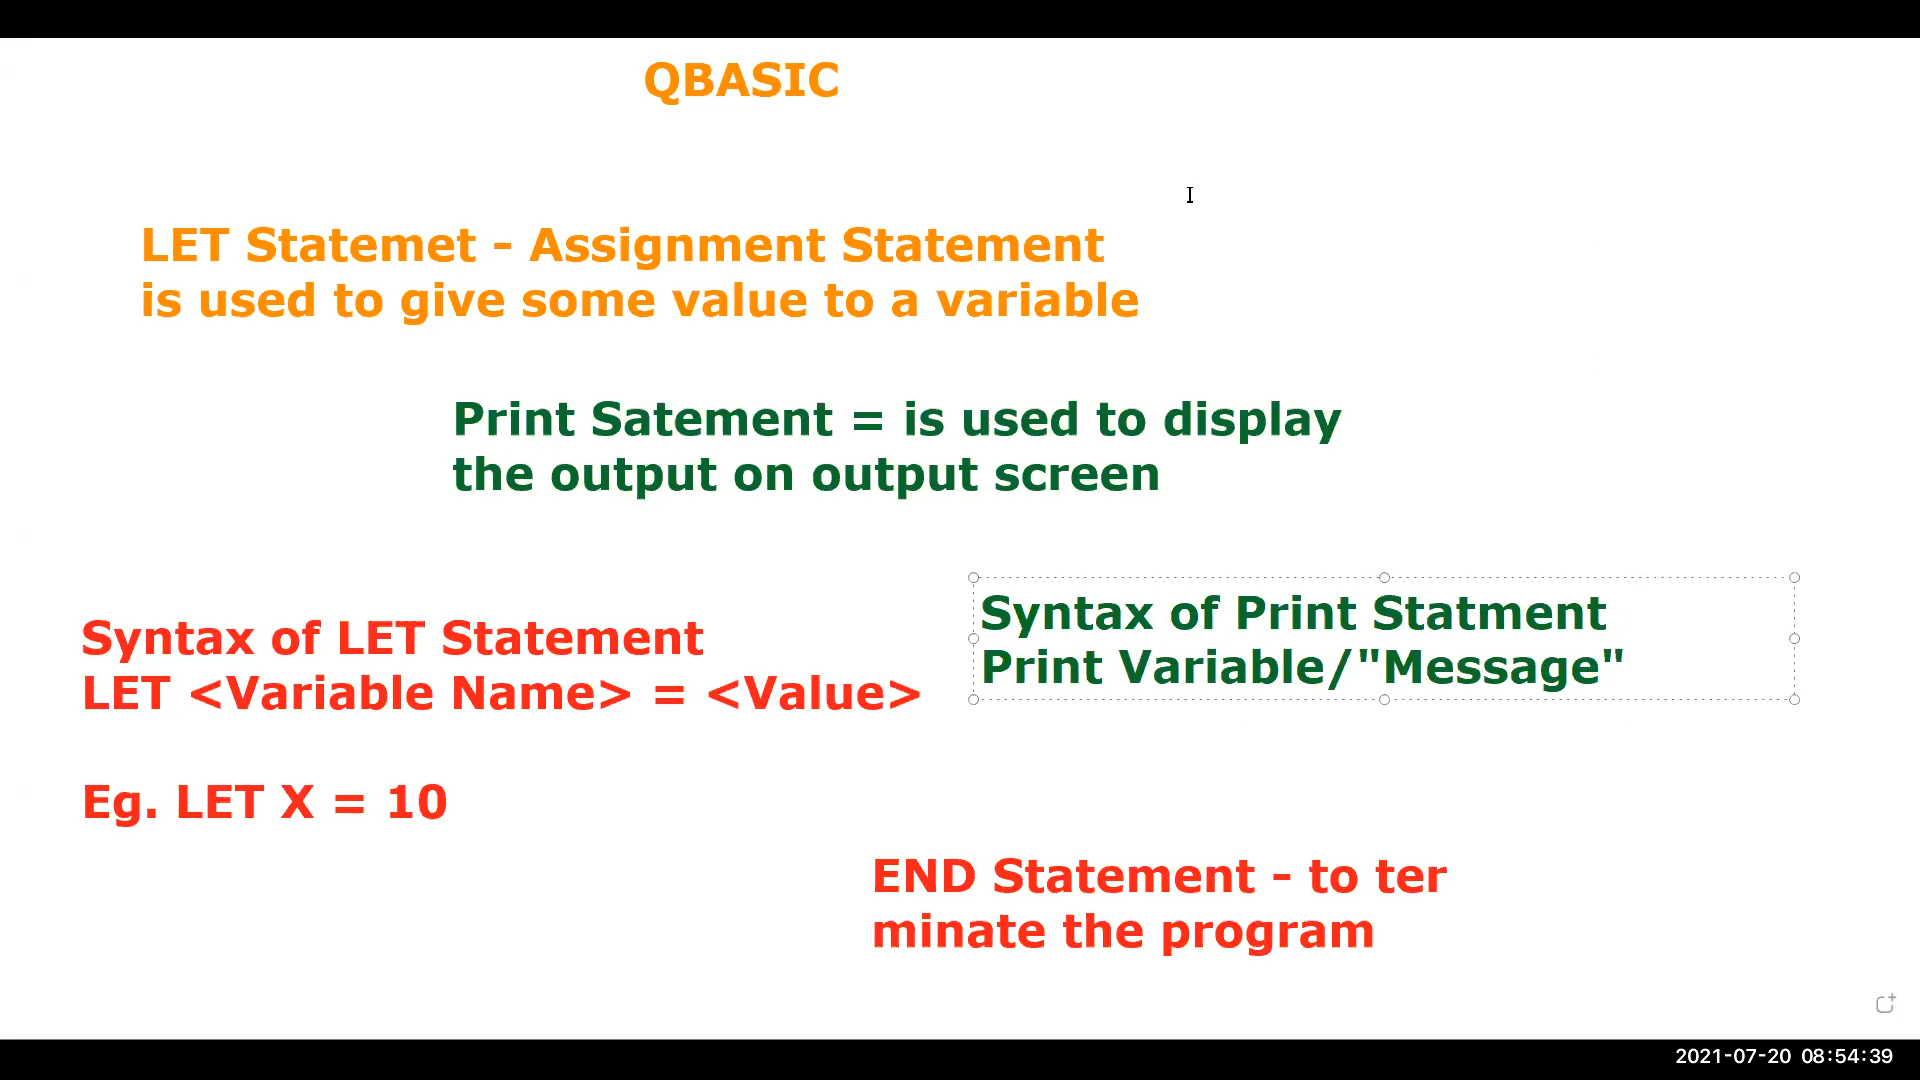 QBASIC
LET Statemet - Assignment Statement
is used to give some value to a variable
Print Satement = is used to display
the output on output screen
Syntax of LET Statement
LET <Variable Name> = <Value>
Eg. LET X = 10
Syntax of Print Statment
Print Variable/"Message"
END Statement - to ter
minate the program
2021-07-20 08:54:39